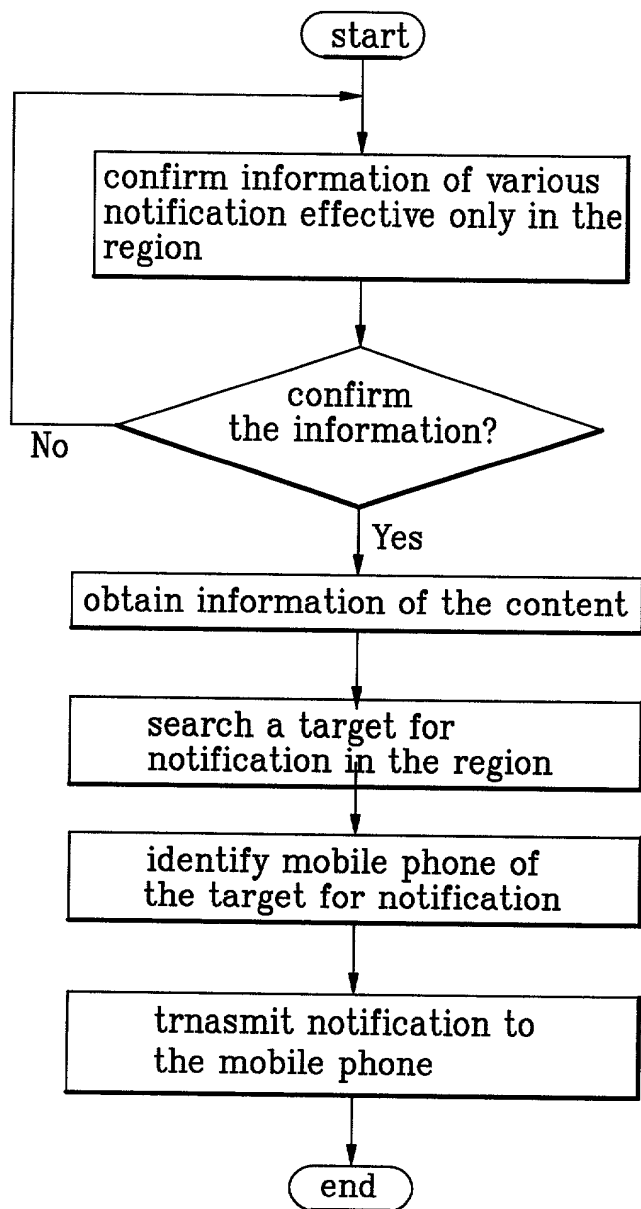 start
confirm information of various
notification effective only in the
region
confirm
the information?
No
Yes
obtain information of the content
search a target for
notification in the region
identify mobile phone of
the target for notification
trnasmit notification to
the mobile phone
end